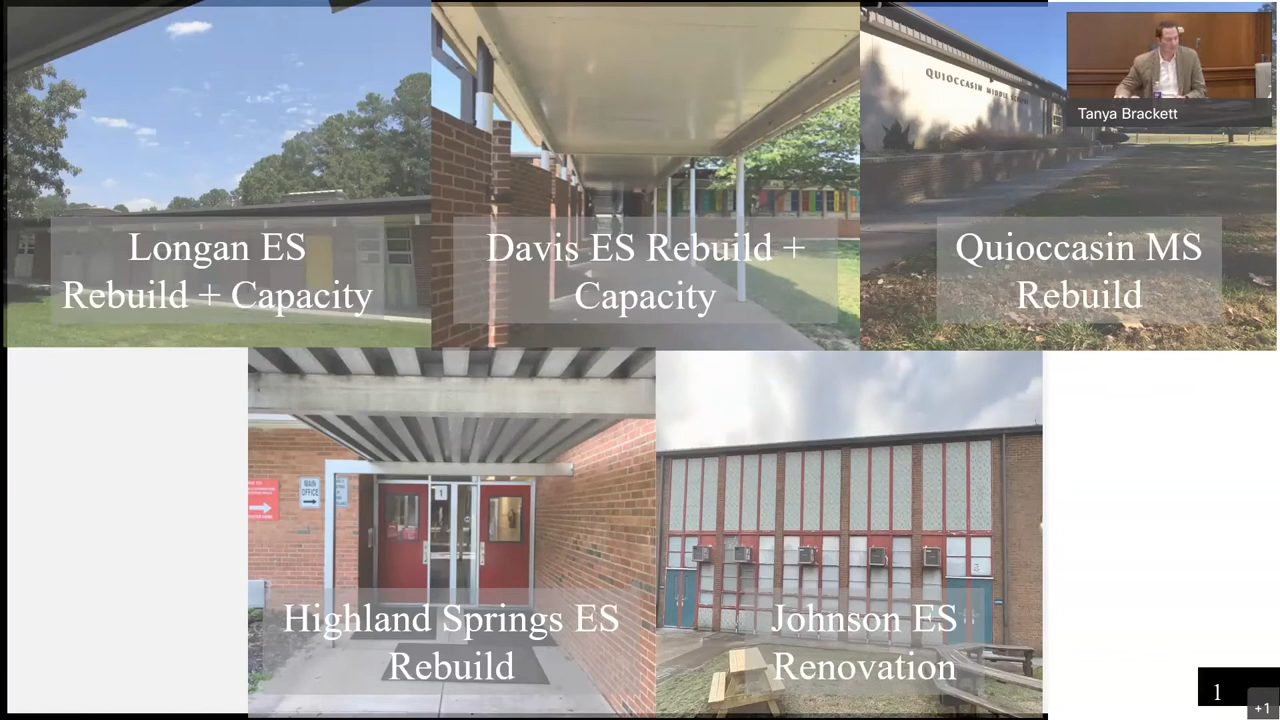 Longan ES
Rebuild + Capacity
Davis ES Rebuild +
Capacity
QUIOCCASIN MIDDLE
Quioccasin MS
Rebuild
Tanya Brackett
MAIN
OFFICE
1
Highland Springs ES
Rebuild
Johnson ES
Renovation
1
+1